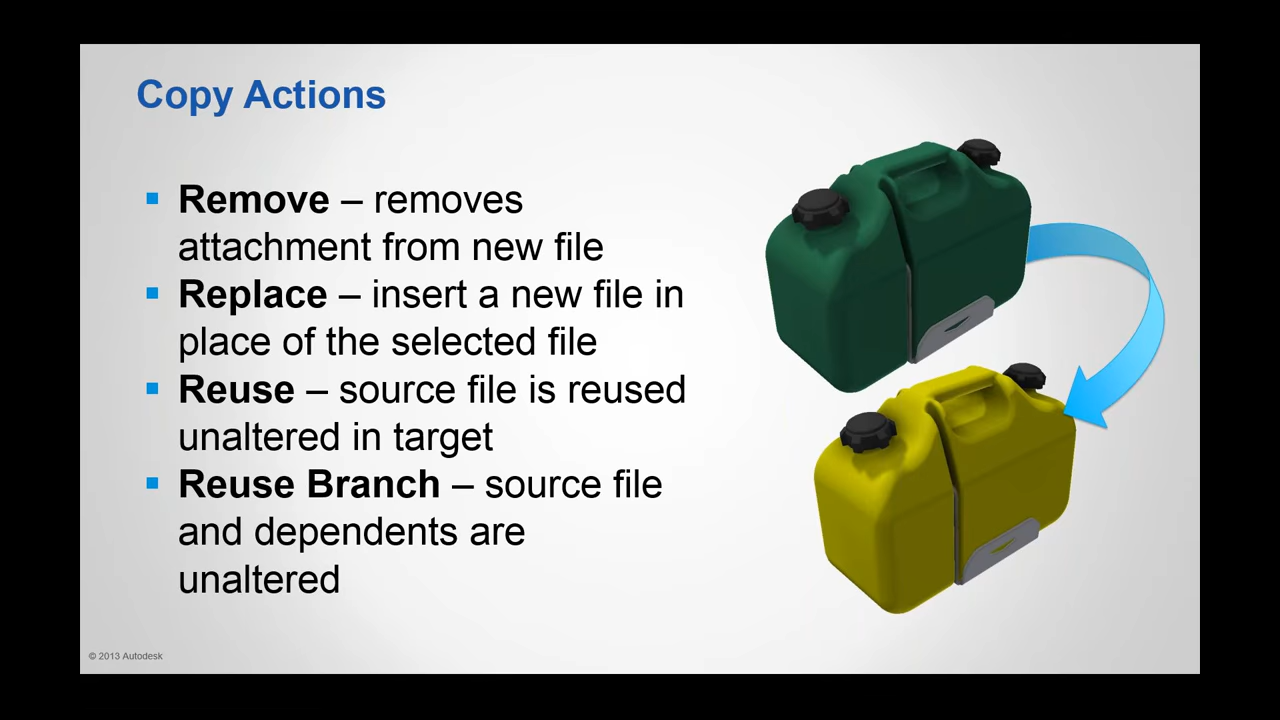 Copy Actions
Remove – removes
attachment from new file
Replace – insert a new file in
place of the selected file
Reuse – source file is reused
unaltered in target
Reuse Branch – source file
and dependents are
unaltered
© 2013 Autodesk